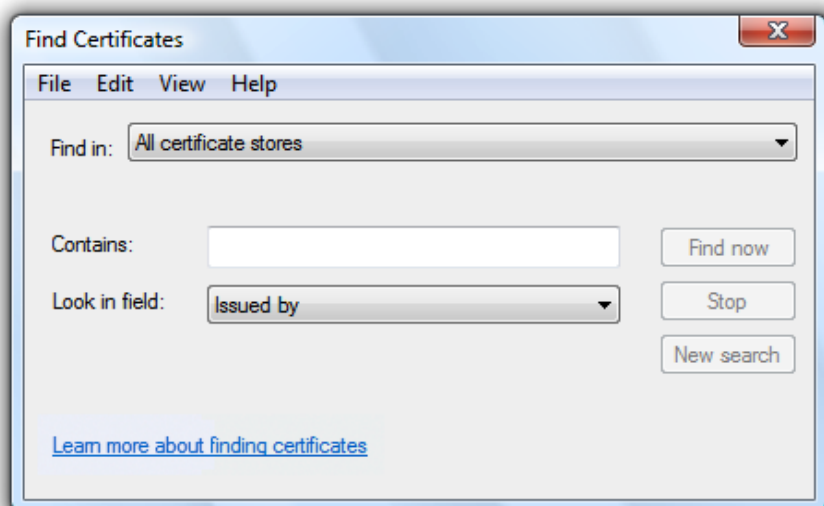 Find Certificates
File Edit View Help
Find in: All certificate stores
Contains: Find now
Look in field: Issued by Stop
New search
Learn more about finding certificates